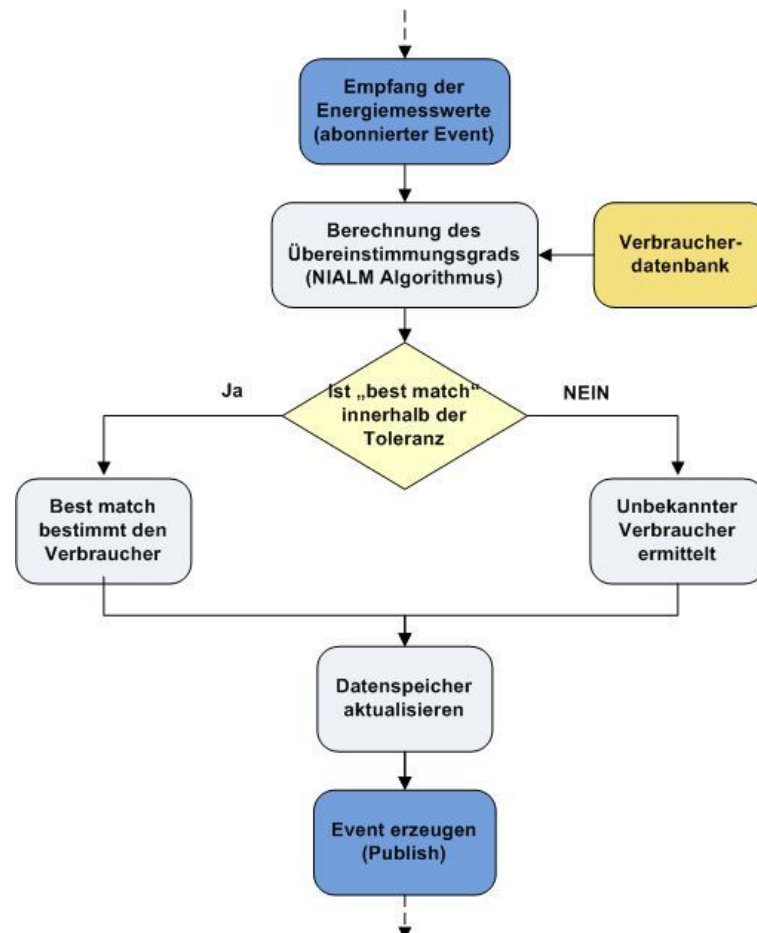 Empfang der
Energiemesswerte
(abonnierter Event)
Berechnung des
Übereinstimmungsgrads
(NIALM Algorithmus)
Verbraucher-
datenbank
Ist „best match“
innerhalb der
Toleranz
Ja
NEIN
Best match
bestimmt den
Verbraucher
Unbekannter
Verbraucher
ermittelt
Datenspeicher
aktualisieren
Event erzeugen
(Publish)